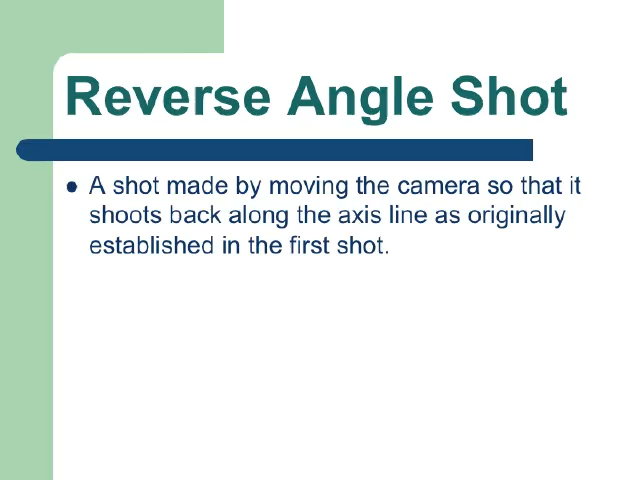 Reverse Angle Shot
● A shot made by moving the camera so that it
shoots back along the axis line as originally
established in the first shot.